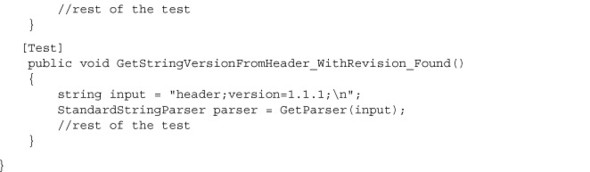 //rest of the test
}
[Test]
public void GetStringVersionFromHeader_WithRevision_Found()
{
string input = "header;version=1.1.1;\n";
StandardStringParser parser = GetParser(input);
//rest of the test
}
}